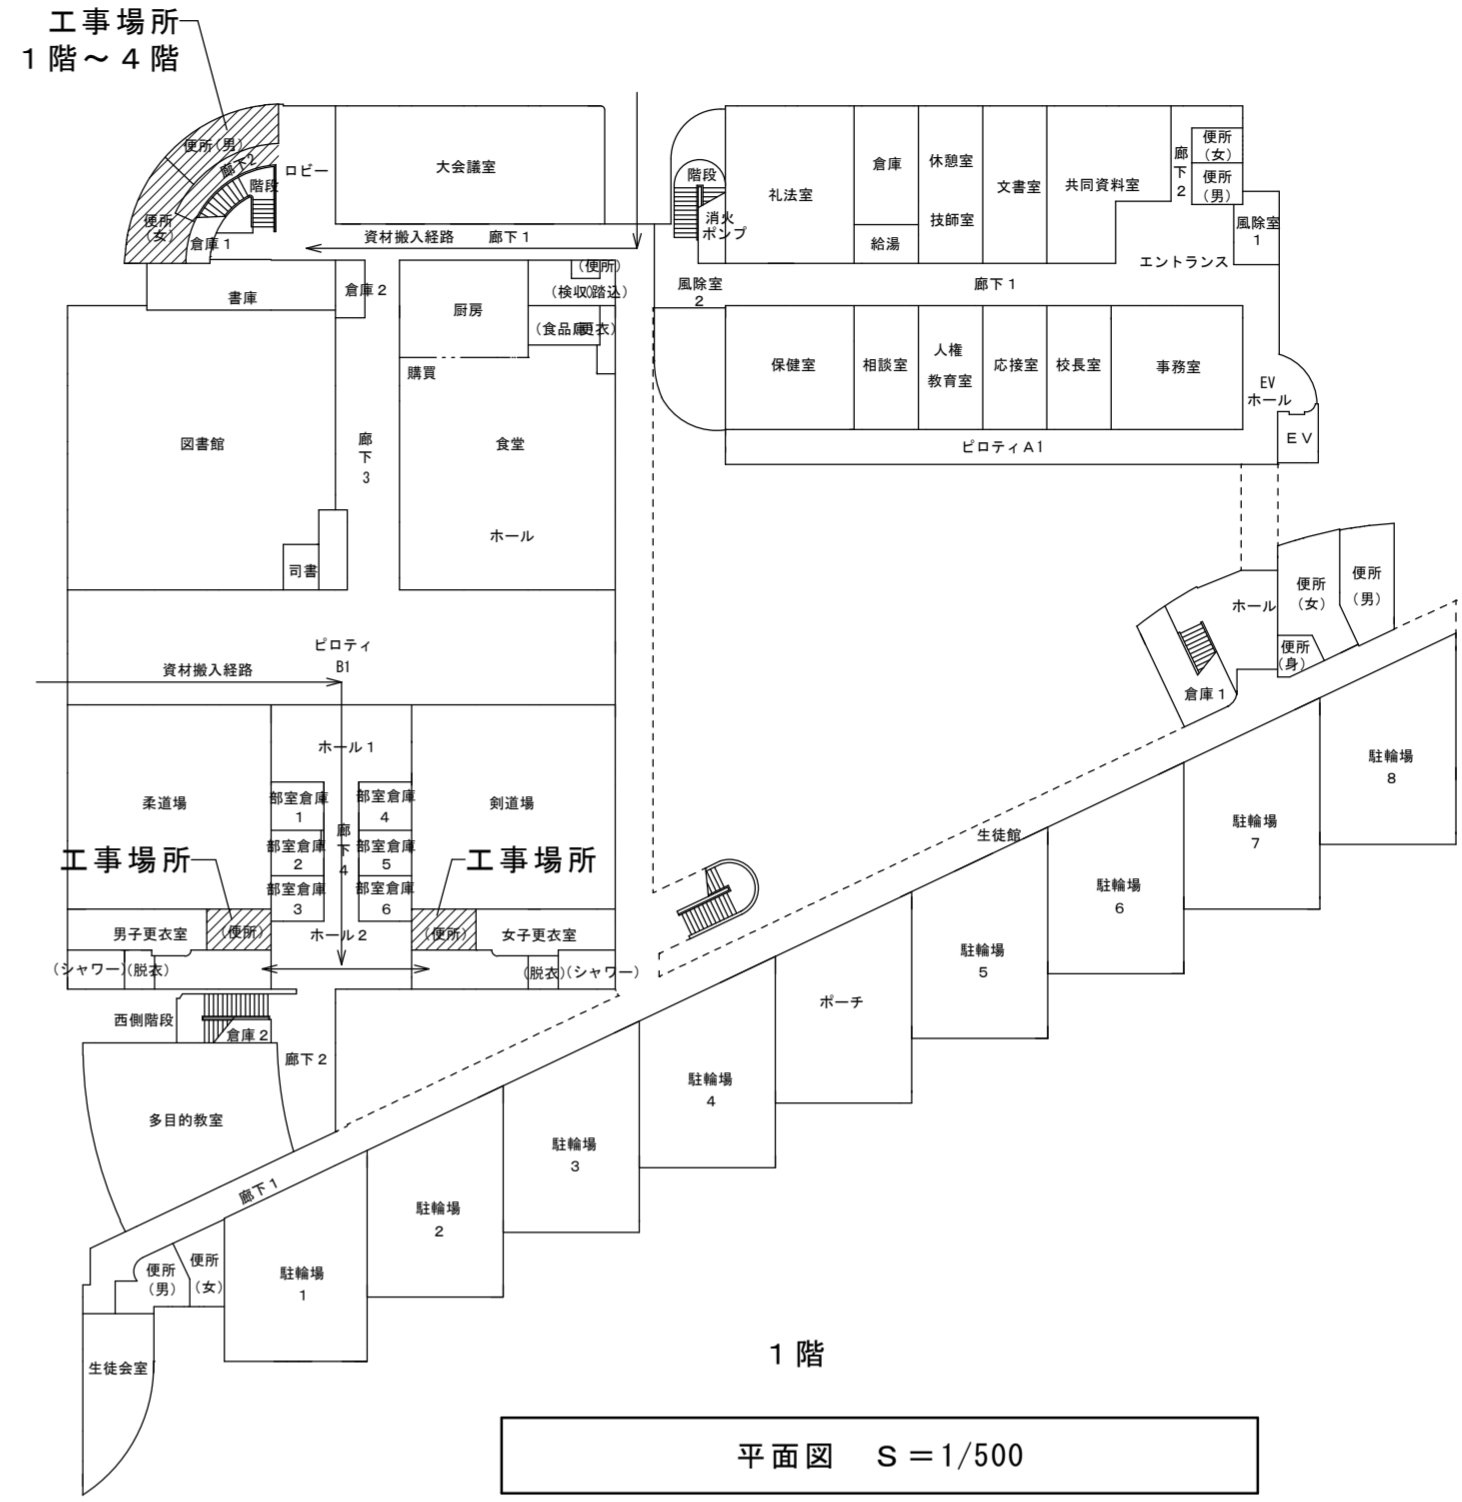 工事場所
1階～4階
便所(男)
廊下2
階段
便所
(女)
倉庫1
ロビー
大会議室
資材搬入経路
廊下1
階段
消火
ポンプ
礼法室
倉庫
給湯
休憩室
技師室
文書室
共同資料室
廊下2
便所
(女)
便所
(男)
風除室
1
エントランス
風除室
2
廊下1
書庫
倉庫2
厨房
(便所)
(検収)
踏込)
(食品庫)
更衣)
購買
図書館
廊下3
食堂
ホール
司書
保健室
相談室
人権
教育室
応接室
校長室
事務室
EV
ホール
EV
ピロティA1
ピロティ
B1
資材搬入経路
ホール
便所
(女)
便所
(男)
便所
(身)
倉庫1
柔道場
ホール1
剣道場
部室倉庫
1
部室倉庫
2
部室倉庫
3
廊下4
部室倉庫
4
部室倉庫
5
部室倉庫
6
工事場所
工事場所
男子更衣室
(便所)
ホール2
(便所)
女子更衣室
(シャワー)
(脱衣)
(脱衣)
(シャワー)
西側階段
倉庫2
廊下2
多目的教室
廊下1
生徒館
駐輪場
8
駐輪場
7
駐輪場
6
駐輪場
5
ポーチ
駐輪場
4
駐輪場
3
駐輪場
2
駐輪場
1
便所
(男)
便所
(女)
生徒会室
1階
平面図 S=1/500